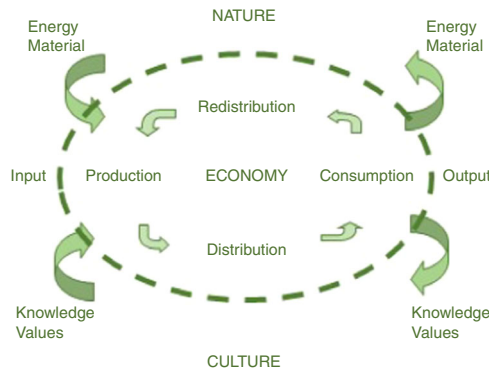 NATURE
Energy
Material
Energy
Material
Redistribution
Input
Production
ECONOMY
Consumption
Output
Distribution
Knowledge
Values
Knowledge
Values
CULTURE